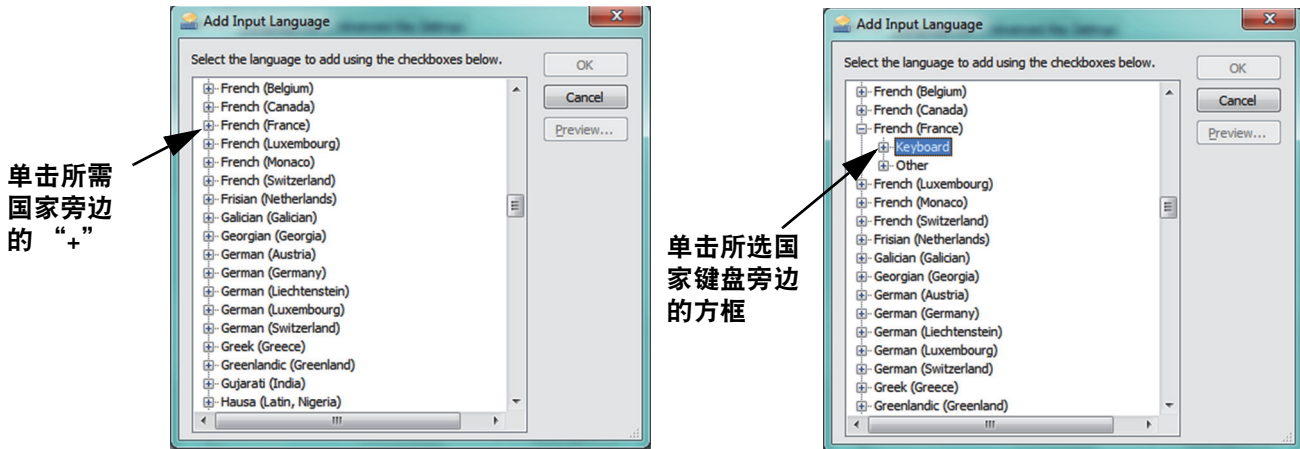 单击所需
国家旁边
的 “+”
Add Input Language
Select the language to add using the checkboxes below.
French (Belgium)
French (Canada)
French (France)
French (Luxembourg)
French (Monaco)
French (Switzerland)
Frisian (Netherlands)
Galician (Galician)
Georgian (Georgia)
German (Austria)
German (Germany)
German (Liechtenstein)
German (Luxembourg)
German (Switzerland)
Greek (Greece)
Greenlandic (Greenland)
Gujarati (India)
Hausa (Latin, Nigeria)
OK
Cancel
Preview...
单击所选国
家键盘旁边
的方框
Add Input Language
Select the language to add using the checkboxes below.
French (Belgium)
French (Canada)
French (France)
Keyboard
Other
French (Luxembourg)
French (Monaco)
French (Switzerland)
Frisian (Netherlands)
Galician (Galician)
Georgian (Georgia)
German (Austria)
German (Germany)
German (Liechtenstein)
German (Luxembourg)
German (Switzerland)
Greek (Greece)
Greenlandic (Greenland)
OK
Cancel
Preview...